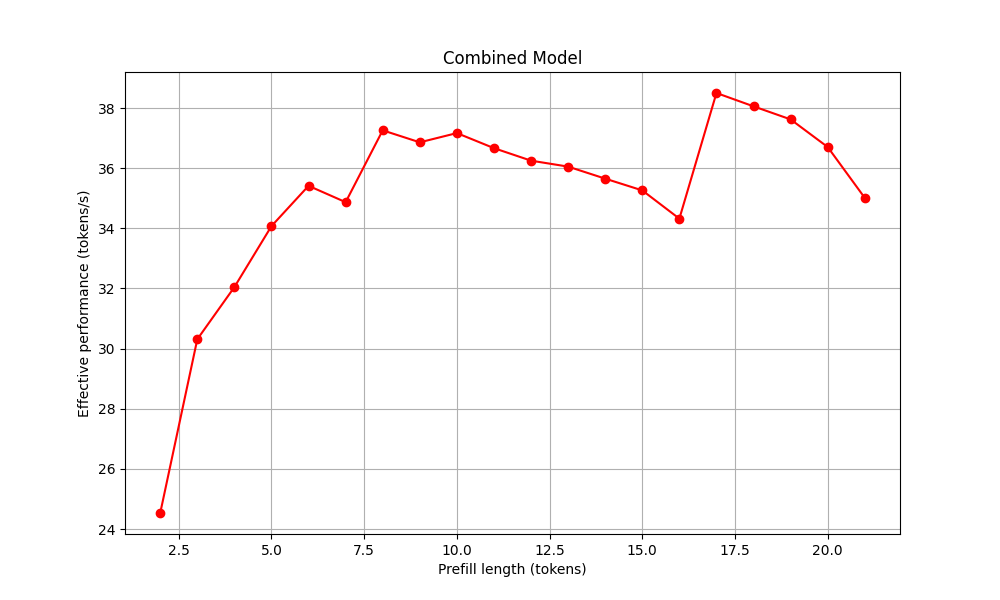 Combined Model
Effective performance (tokens/s)
38
36
34
32
30
28
26
24
2.5 5.0 7.5 10.0 12.5 15.0 17.5 20.0
Prefill length (tokens)